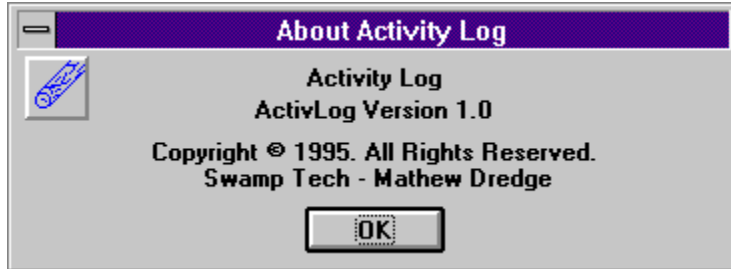 About Activity Log
Activity Log
ActivLog Version 1.0
Copyright © 1995. All Rights Reserved.
Swamp Tech - Mathew Dredge
OK